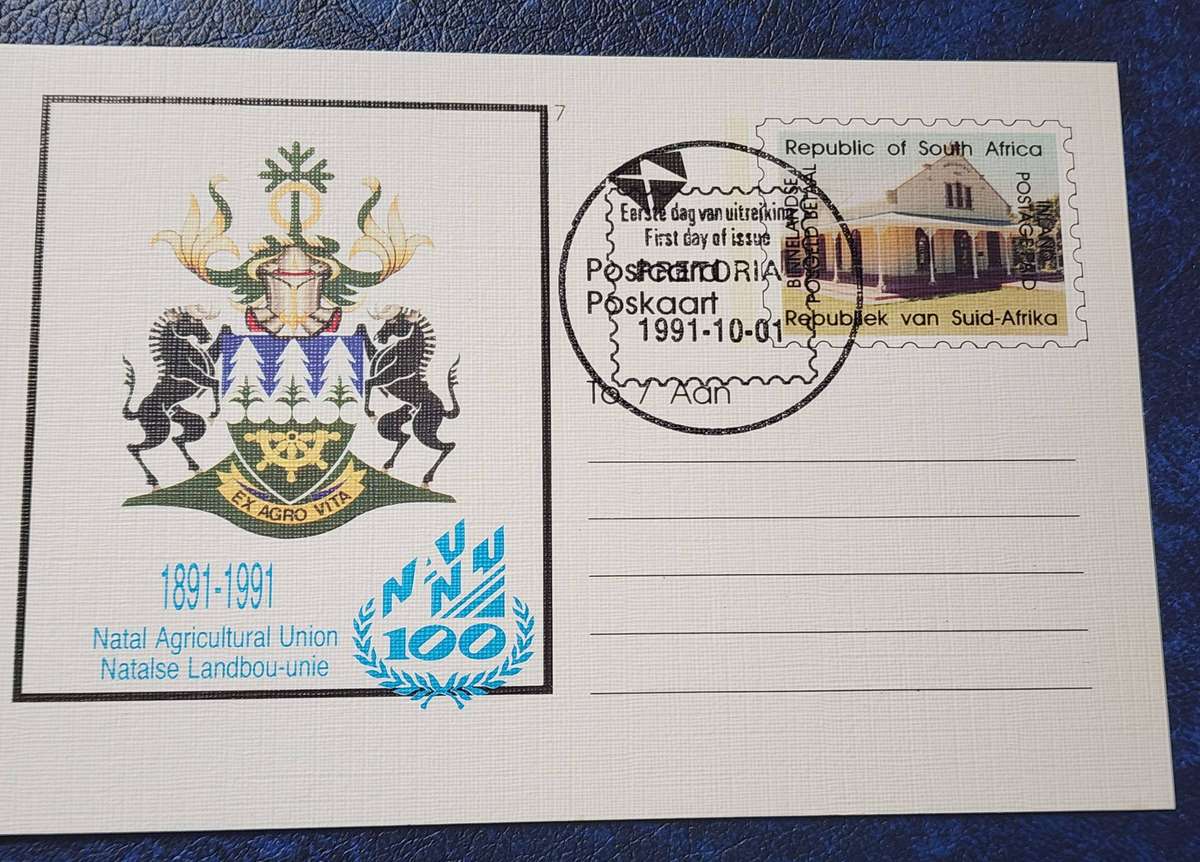 7
EX AGRO VITA
1891-1991
Natal Agricultural Union
Natalse Landbou-unie
NAUNU
100
Eerste dag van uitreiking
First day of issue
PRETORIA
1991-10-01
Postcard
Poskaart
To / Aan
Republic of South Africa
BINNELANDSE
POSGELD BETAAL
INLAND
POSTAGE PAID
Republiek van Suid-Afrika